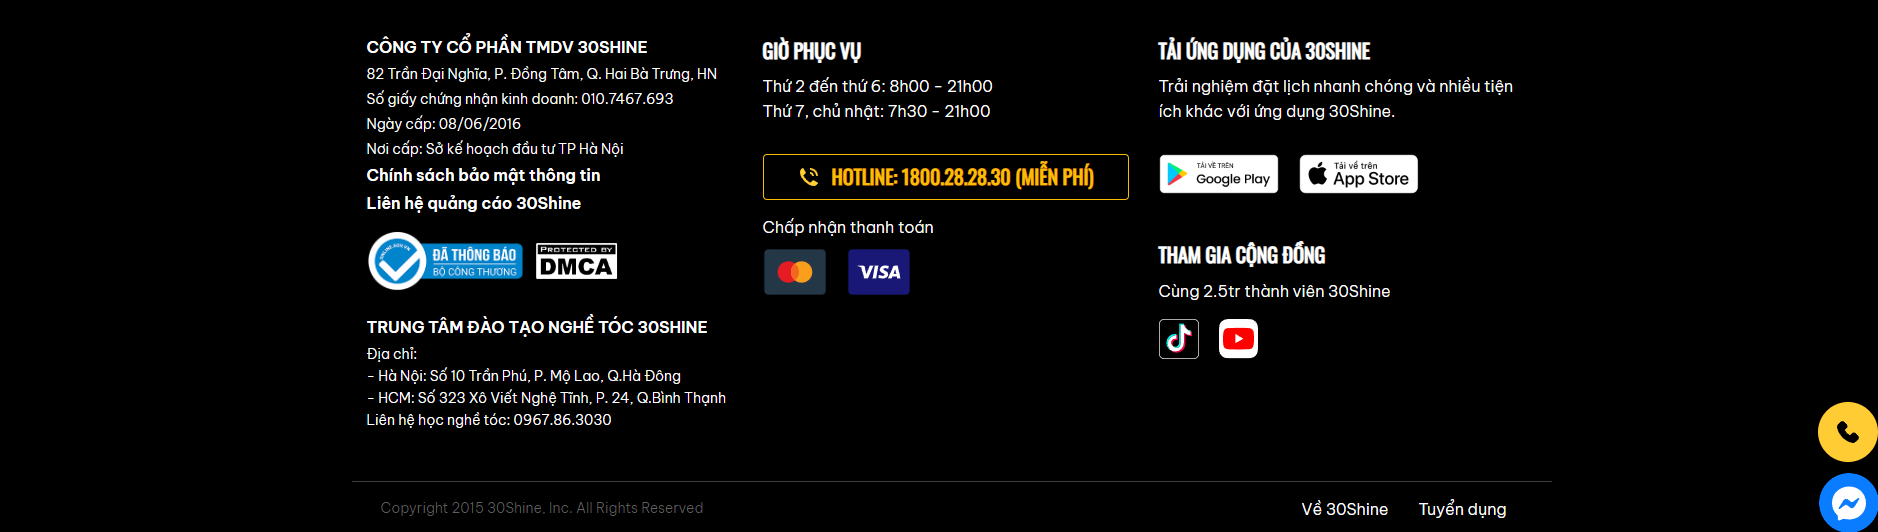 CÔNG TY CỔ PHẦN TMDV 30SHINE
82 Trần Đại Nghĩa, P. Đồng Tâm, Q. Hai Bà Trưng, HN
Số giấy chứng nhận kinh doanh: 010.7467.693
Ngày cấp: 08/06/2016
Nơi cấp: Sở kế hoạch đầu tư TP Hà Nội
Chính sách bảo mật thông tin
Liên hệ quảng cáo 30Shine
ONLINE.GOV.VN
ĐÃ THÔNG BÁO
BỘ CÔNG THƯƠNG
PROTECTED BY
DMCA
TRUNG TÂM ĐÀO TẠO NGHỀ TÓC 30SHINE
Địa chỉ:
- Hà Nội: Số 10 Trần Phú, P. Mộ Lao, Q.Hà Đông
- HCM: Số 323 Xô Viết Nghệ Tĩnh, P. 24, Q.Bình Thạnh
Liên hệ học nghề tóc: 0967.86.3030
GIỜ PHỤC VỤ
Thứ 2 đến thứ 6: 8h00 - 21h00
Thứ 7, chủ nhật: 7h30 - 21h00
HOTLINE: 1800.28.28.30 (MIỄN PHÍ)
Chấp nhận thanh toán
VISA
TẢI ỨNG DỤNG CỦA 30SHINE
Trải nghiệm đặt lịch nhanh chóng và nhiều tiện
ích khác với ứng dụng 30Shine.
TẢI VỀ TRÊN
Google Play
Tải về trên
App Store
THAM GIA CỘNG ĐỒNG
Cùng 2.5tr thành viên 30Shine
Copyright 2015 30Shine, Inc. All Rights Reserved
Về 30Shine
Tuyển dụng